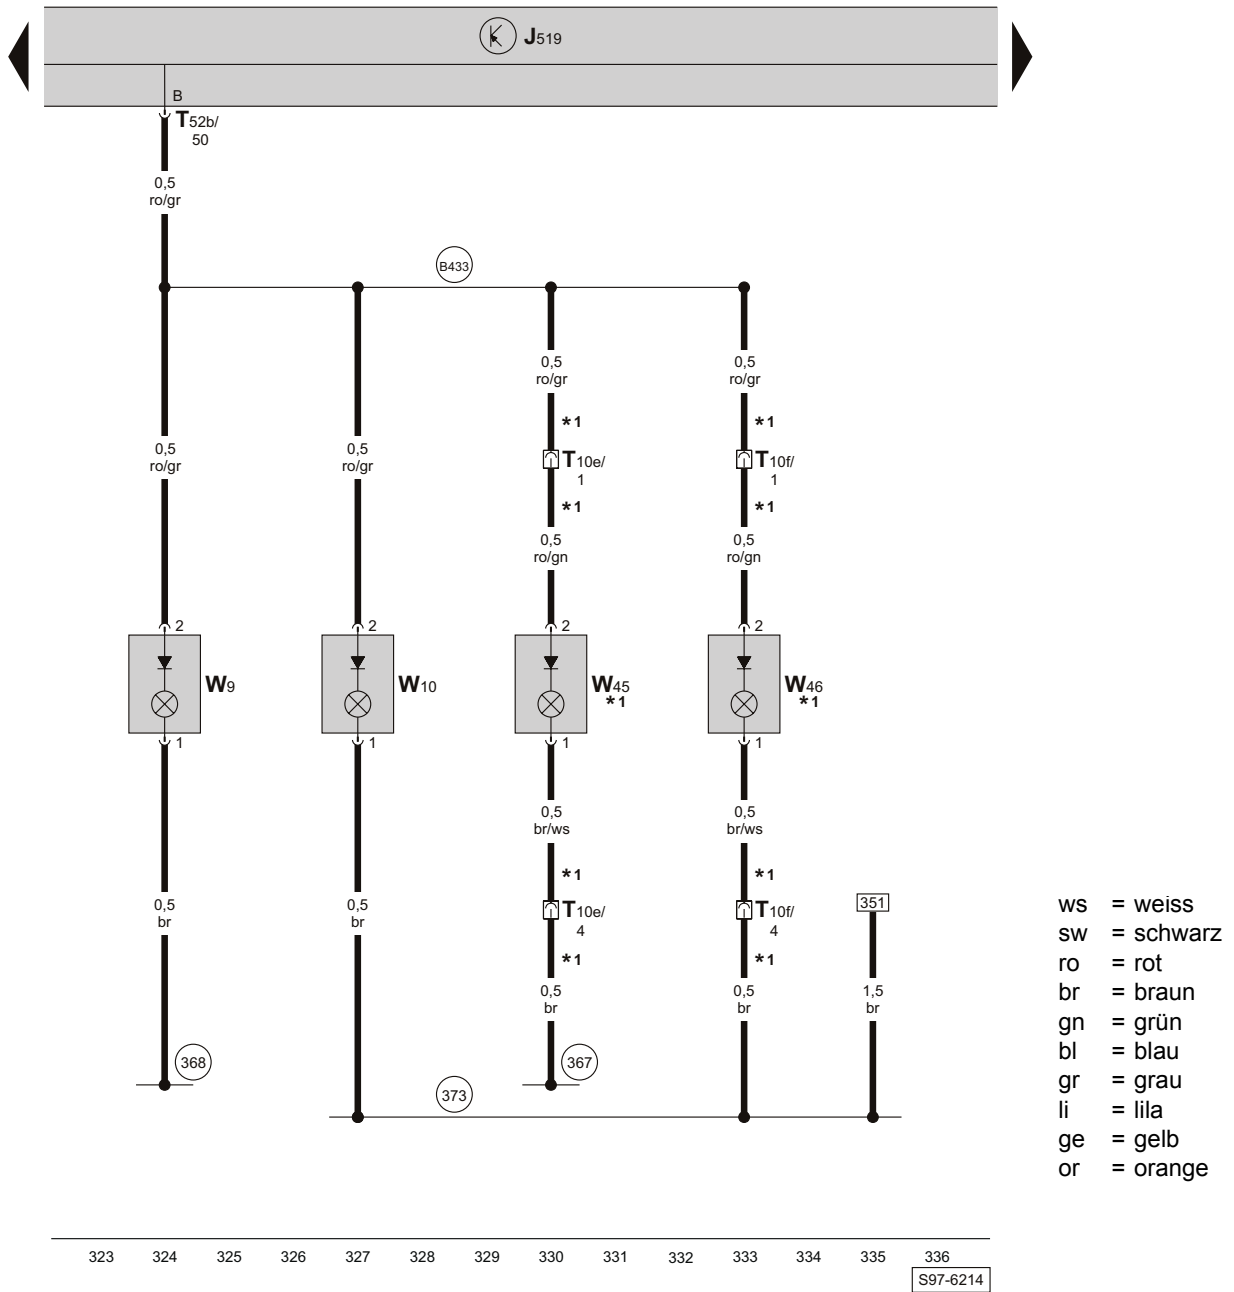 J519
B
T52b/
50
0,5
ro/gr
B433
0,5
ro/gr
0,5
ro/gr
*1
*1
0,5
ro/gr
0,5
ro/gr
T10e/
1
T10f/
1
*1
*1
0,5
ro/gn
0,5
ro/gn
2
2
2
2
W9
W10
W45
*1
W46
*1
1
1
1
1
0,5
br/ws
0,5
br/ws
*1
*1
0,5
br
0,5
br
T10e/
4
T10f/
4
351
*1
*1
0,5
br
0,5
br
1,5
br
368
367
373
ws = weiss
sw = schwarz
ro = rot
br = braun
gn = grün
bl = blau
gr = grau
li = lila
ge = gelb
or = orange
323 324 325 326 327 328 329 330 331 332 333 334 335 336
S97-6214